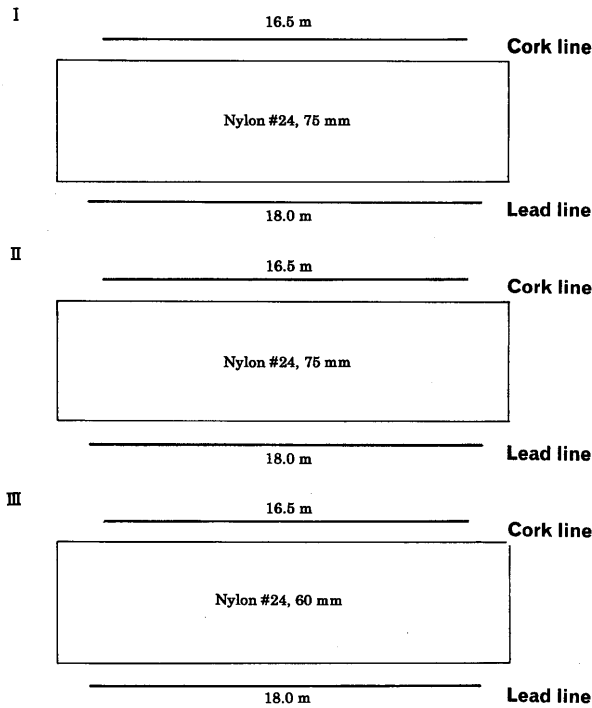 I
16.5 m
Cork line
Nylon #24, 75 mm
18.0 m
Lead line
II
16.5 m
Cork line
Nylon #24, 75 mm
18.0 m
Lead line
III
16.5 m
Cork line
Nylon #24, 60 mm
18.0 m
Lead line